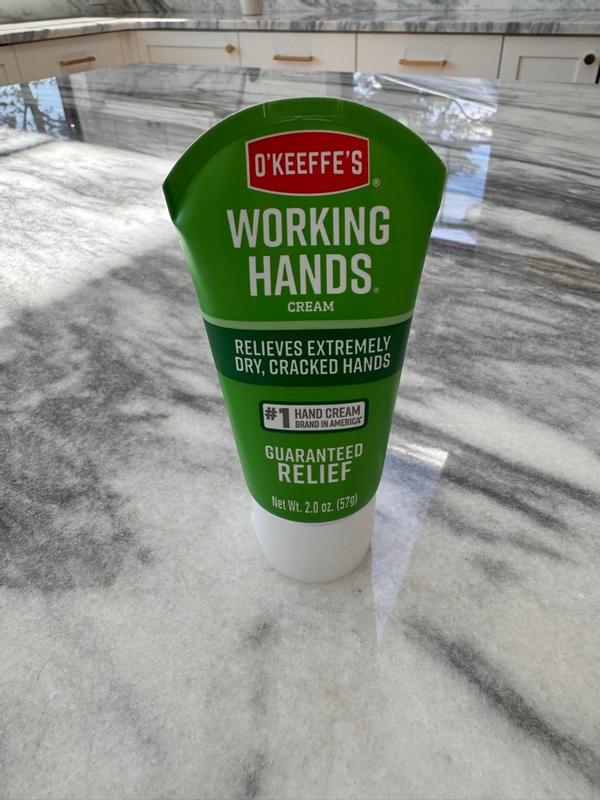 O'KEEFFE'S®
WORKING
HANDS®
CREAM
RELIEVES EXTREMELY
DRY, CRACKED HANDS
#1 HAND CREAM
BRAND IN AMERICA*
GUARANTEED
RELIEF
Net Wt. 2.0 oz. (57g)